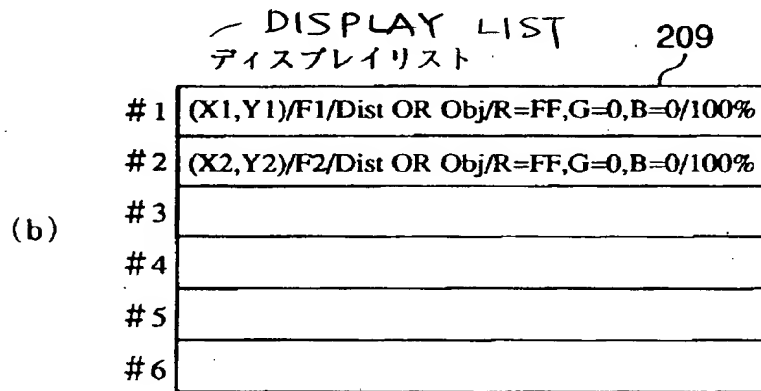 DISPLAY LIST
ディスプレイリスト
209
#1 (X1,Y1)/F1/Dist OR Obj/R=FF,G=0,B=0/100%
#2 (X2,Y2)/F2/Dist OR Obj/R=FF,G=0,B=0/100%
#3
(b)
#4
#5
#6